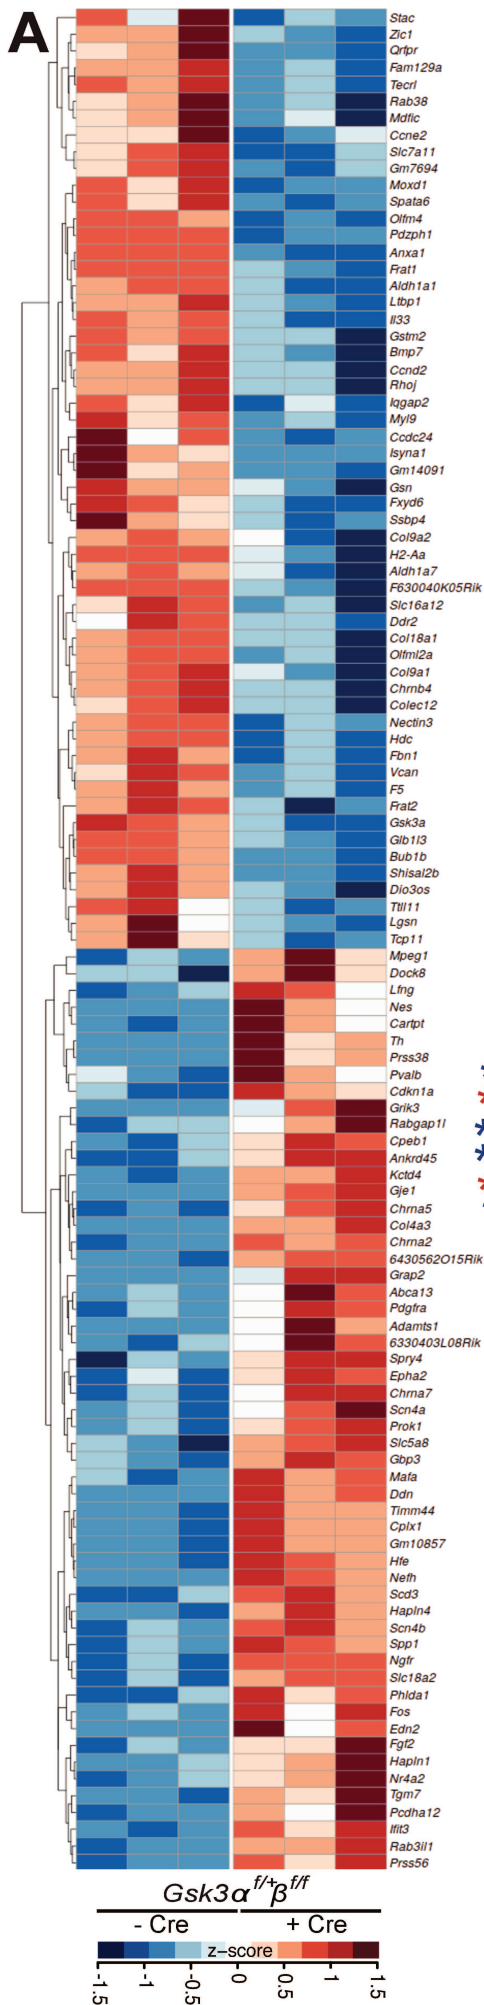 A
Stac
Zic1
Qrfpr
Fam129a
Tecrl
Rab38
Mdfic
Ccne2
Slc7a11
Gm7694
Moxd1
Spata6
Olfm4
Pdzph1
Anxa1
Frat1
Aldh1a1
Ltbp1
Il33
Gstm2
Bmp7
Ccnd2
Rhoj
Iqgap2
Myl9
Ccdc24
Isyna1
Gm14091
Gsn
Fxyd6
Ssbp4
Col9a2
H2-Aa
Aldh1a7
F630040K05Rik
Slc16a12
Ddr2
Col18a1
Olfml2a
Col9a1
Chrnb4
Colec12
Nectin3
Hdc
Fbn1
Vcan
F5
Frat2
Gsk3a
Glb1l3
Bub1b
Shisal2b
Dio3os
Ttll11
Lgsn
Tcp11
Mpeg1
Dock8
Lfng
Nes
Cartpt
Th
Prss38
Pvalb
Cdkn1a
Grik3
Rabgap1l
Cpeb1
Ankrd45
Kctd4
Gje1
Chrna5
Col4a3
Chrna2
6430562O15Rik
Grap2
Abca13
Pdgfra
Adamts1
6330403L08Rik
Spry4
Epha2
Chrna7
Scn4a
Prok1
Slc5a8
Gbp3
Mafa
Ddn
Timm44
Cplx1
Gm10857
Hfe
Nefh
Scd3
Hapln4
Scn4b
Spp1
Ngfr
Slc18a2
Phlda1
Fos
Edn2
Fgf2
Hapln1
Nr4a2
Tgm7
Pcdha12
Ifit3
Rab3il1
Prss56
Gsk3α f/+ β f/f
- Cre + Cre
z-score
-1.5 -1 -0.5 0 0.5 1 1.5